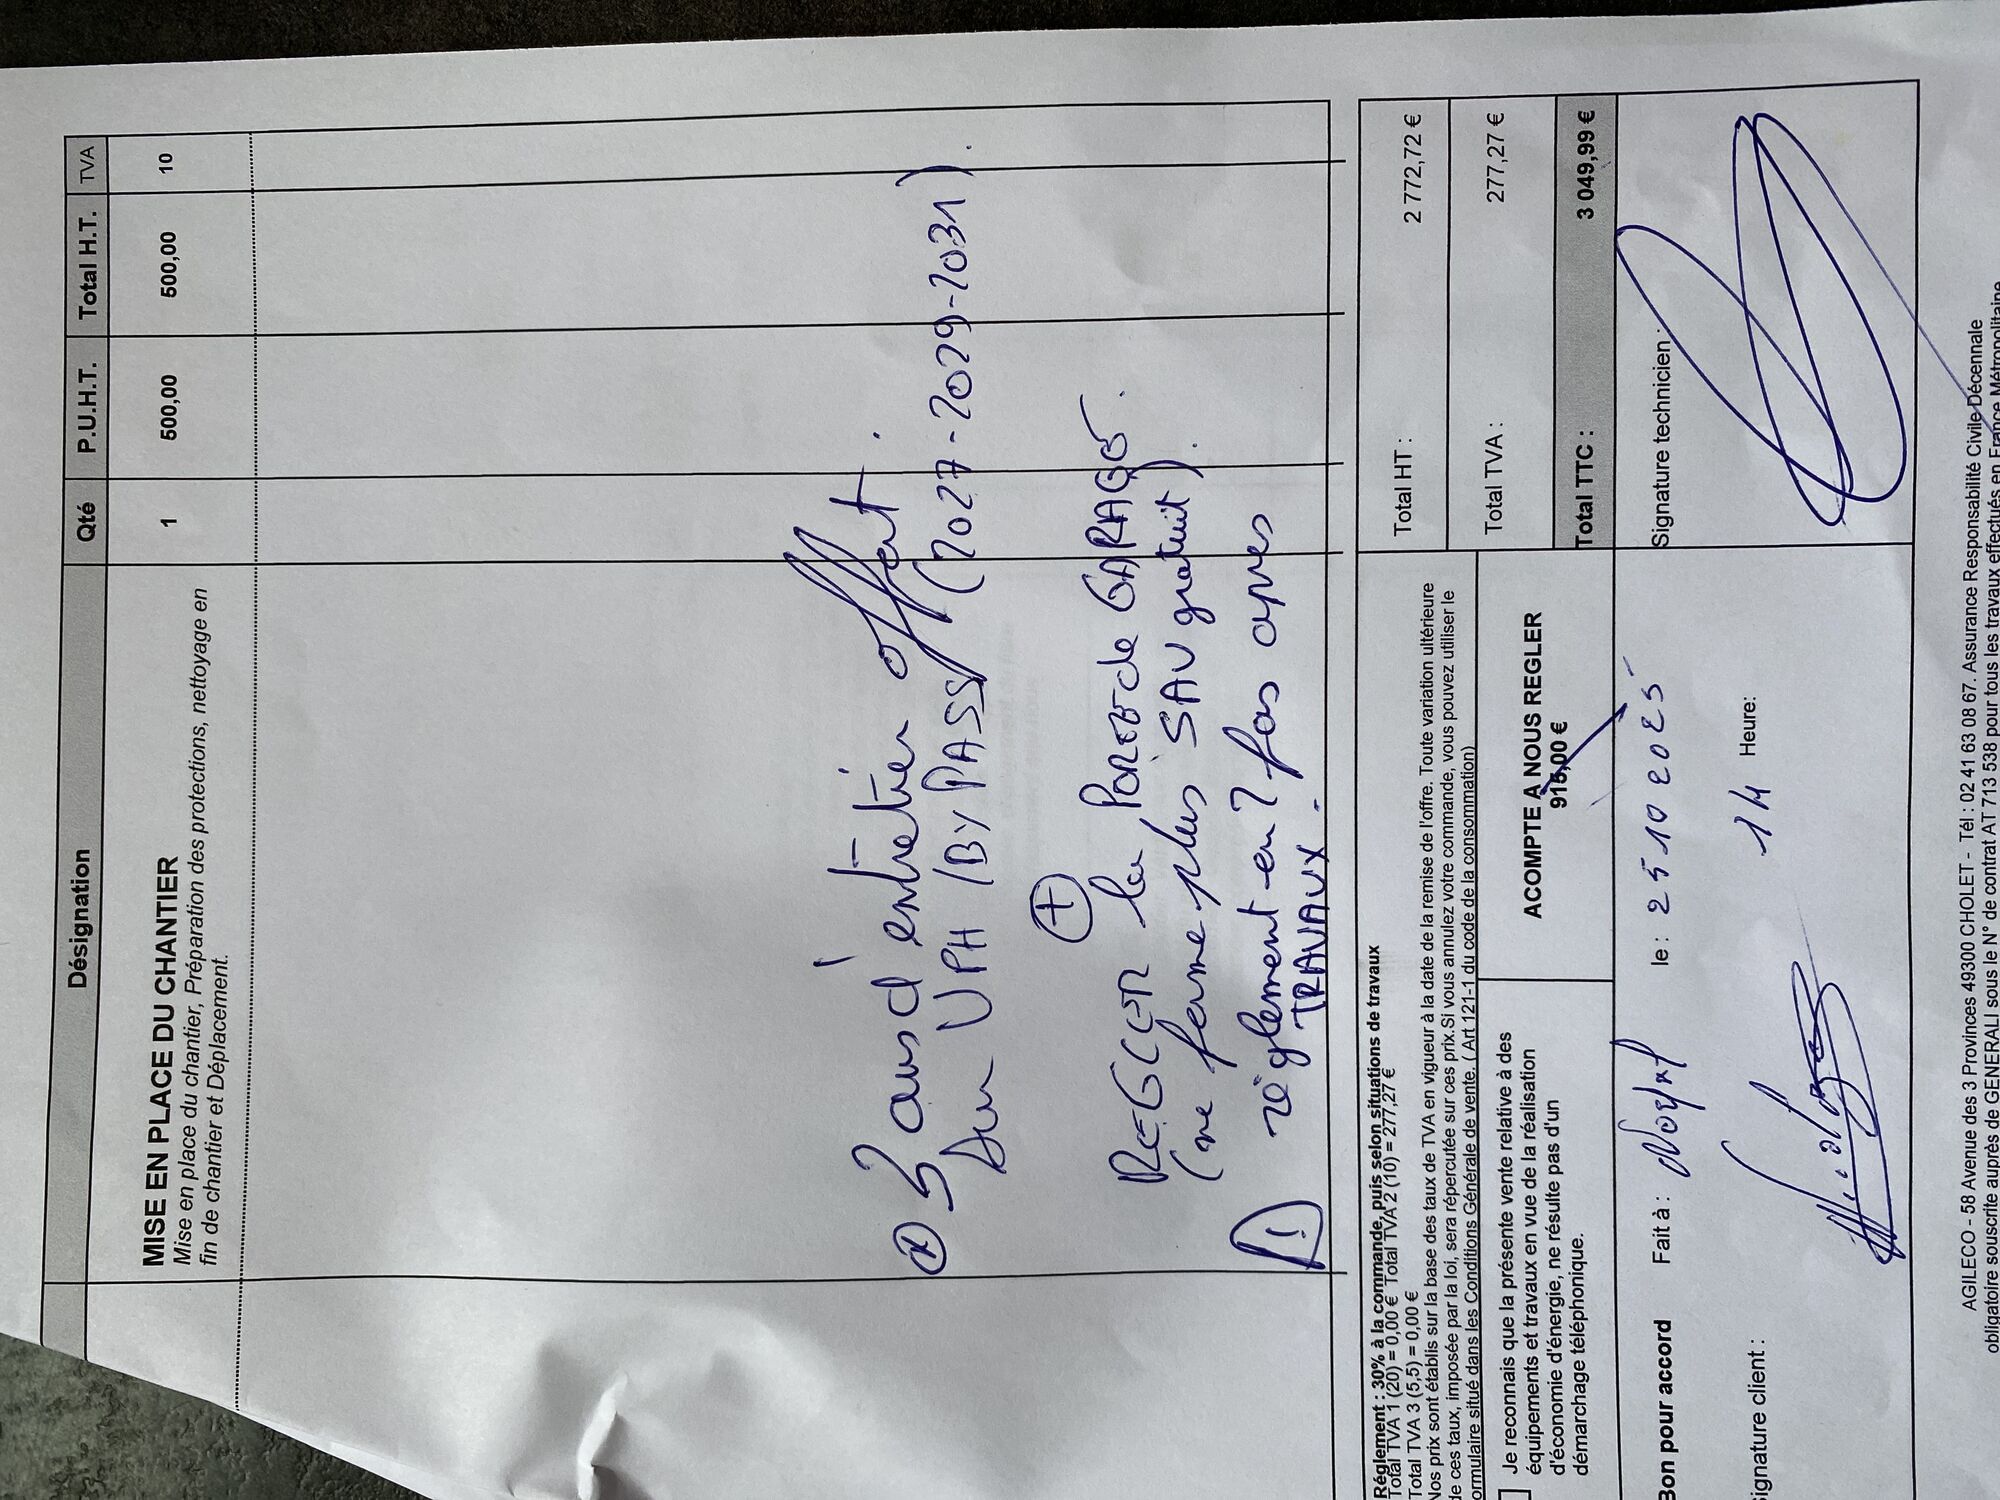 Désignation Qté P.U.H.T. Total H.T. TVA
MISE EN PLACE DU CHANTIER 1 500,00 500,00 10
Mise en place du chantier, Préparation des protections, nettoyage en
fin de chantier et Déplacement.
3 ans d'entretien offert.
Sur VPH (BY PASS) (2027-2029-2031).
+
REGLER la PORTE de GARAGE.
(ne ferme plus SAV gratuit).
! règlement en 2 fois apres
TRAVAUX.
Réglement : 30% à la commande, puis selon situations de travaux
Total TVA 1 (20) = 0,00 € Total TVA 2 (10) = 277,27 €
Total TVA 3 (5,5) = 0,00 €
Nos prix sont établis sur la base des taux de TVA en vigueur à la date de la remise de l'offre. Toute variation ultérieure
de ces taux, imposée par la loi, sera répercutée sur ces prix.Si vous annulez votre commande, vous pouvez utiliser le
formulaire situé dans les Conditions Générale de vente. ( Art 121-1 du code de la consommation)
Total HT : 2 772,72 €
Total TVA : 277,27 €
Total TTC : 3 049,99 €
Je reconnais que la présente vente relative à des
équipements et travaux en vue de la réalisation
d'économie d'énergie, ne résulte pas d'un
démarchage téléphonique.
ACOMPTE A NOUS REGLER
915,00 €
Bon pour accord Fait à : le : 25 10 2025
Signature client : 14 Heure:
Signature technicien :
AGILECO - 58 Avenue des 3 Provinces 49300 CHOLET - Tél : 02 41 63 08 67. Assurance Responsabilité Civile Décennale
obligatoire souscrite auprès de GENERALI sous le N° de contrat AT 713 538 pour tous les travaux effectués en France Métropolitaine